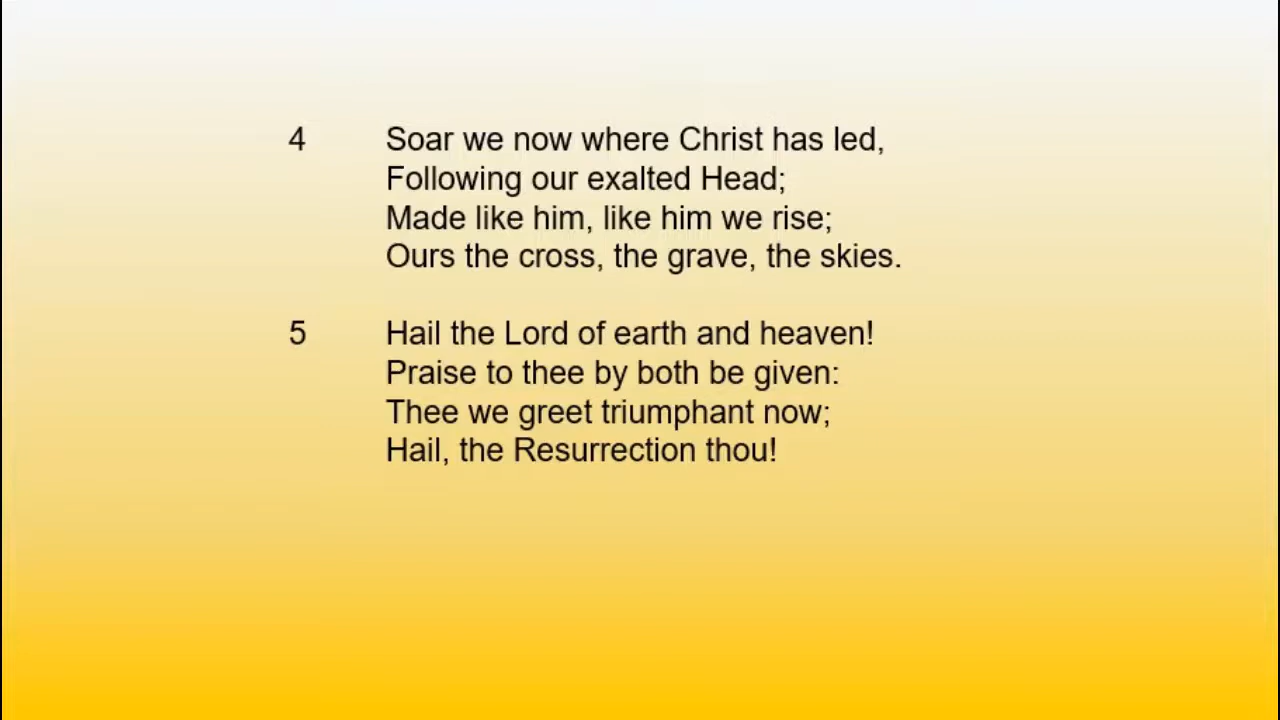 4 Soar we now where Christ has led,
Following our exalted Head;
Made like him, like him we rise;
Ours the cross, the grave, the skies.
5 Hail the Lord of earth and heaven!
Praise to thee by both be given:
Thee we greet triumphant now;
Hail, the Resurrection thou!